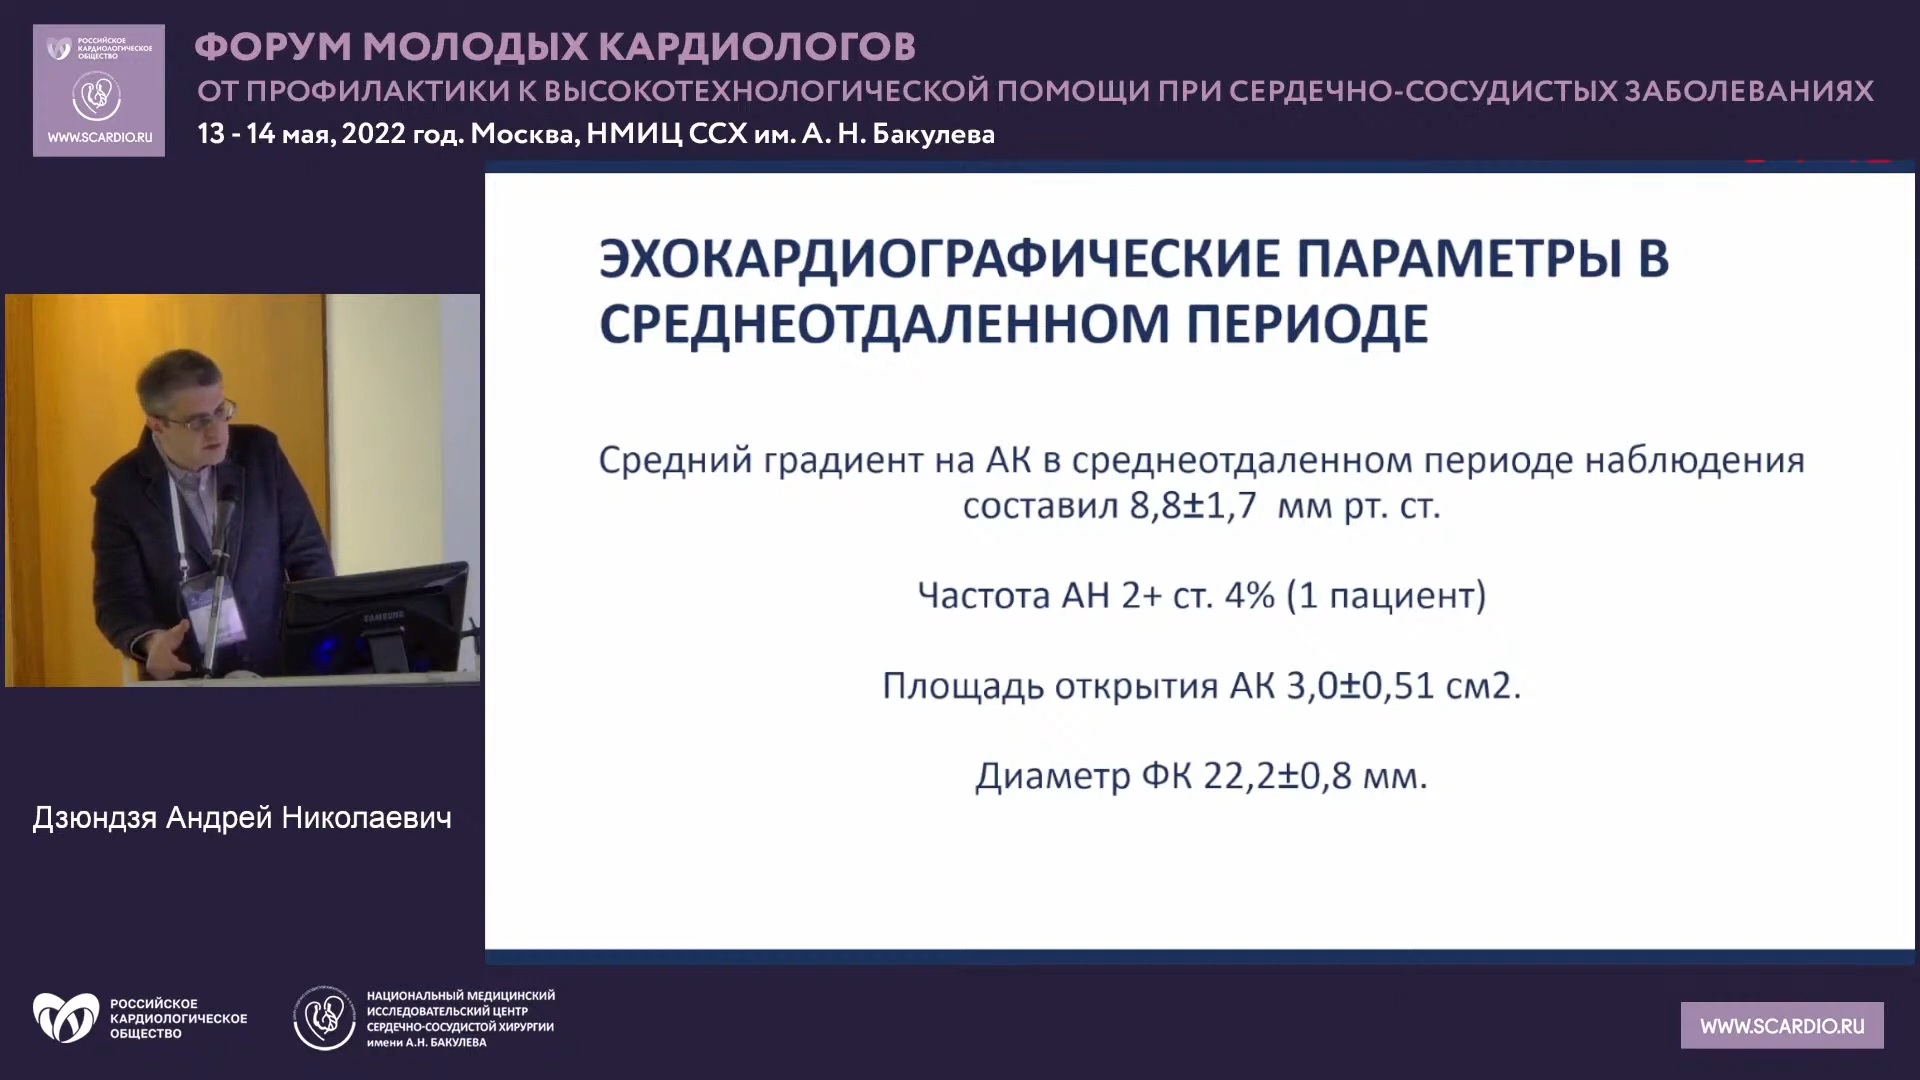 РОССИЙСКОЕ
КАРДИОЛОГИЧЕСКОЕ
ОБЩЕСТВО
WWW.SCARDIO.RU
ФОРУМ МОЛОДЫХ КАРДИОЛОГОВ
ОТ ПРОФИЛАКТИКИ К ВЫСОКОТЕХНОЛОГИЧЕСКОЙ ПОМОЩИ ПРИ СЕРДЕЧНО-СОСУДИСТЫХ ЗАБОЛЕВАНИЯХ
13 - 14 мая, 2022 год. Москва, НМИЦ ССХ им. А. Н. Бакулева
ЭХОКАРДИОГРАФИЧЕСКИЕ ПАРАМЕТРЫ В
СРЕДНЕОТДАЛЕННОМ ПЕРИОДЕ
Средний градиент на АК в среднеотдаленном периоде наблюдения
составил 8,8±1,7 мм рт. ст.
Частота АН 2+ ст. 4% (1 пациент)
Площадь открытия АК 3,0±0,51 см2.
Диаметр ФК 22,2±0,8 мм.
SAMSUNG
Дзюндзя Андрей Николаевич
РОССИЙСКОЕ
КАРДИОЛОГИЧЕСКОЕ
ОБЩЕСТВО
НАЦИОНАЛЬНЫЙ МЕДИЦИНСКИЙ
ИССЛЕДОВАТЕЛЬСКИЙ ЦЕНТР
СЕРДЕЧНО-СОСУДИСТОЙ ХИРУРГИИ
имени А.Н. БАКУЛЕВА
WWW.SCARDIO.RU